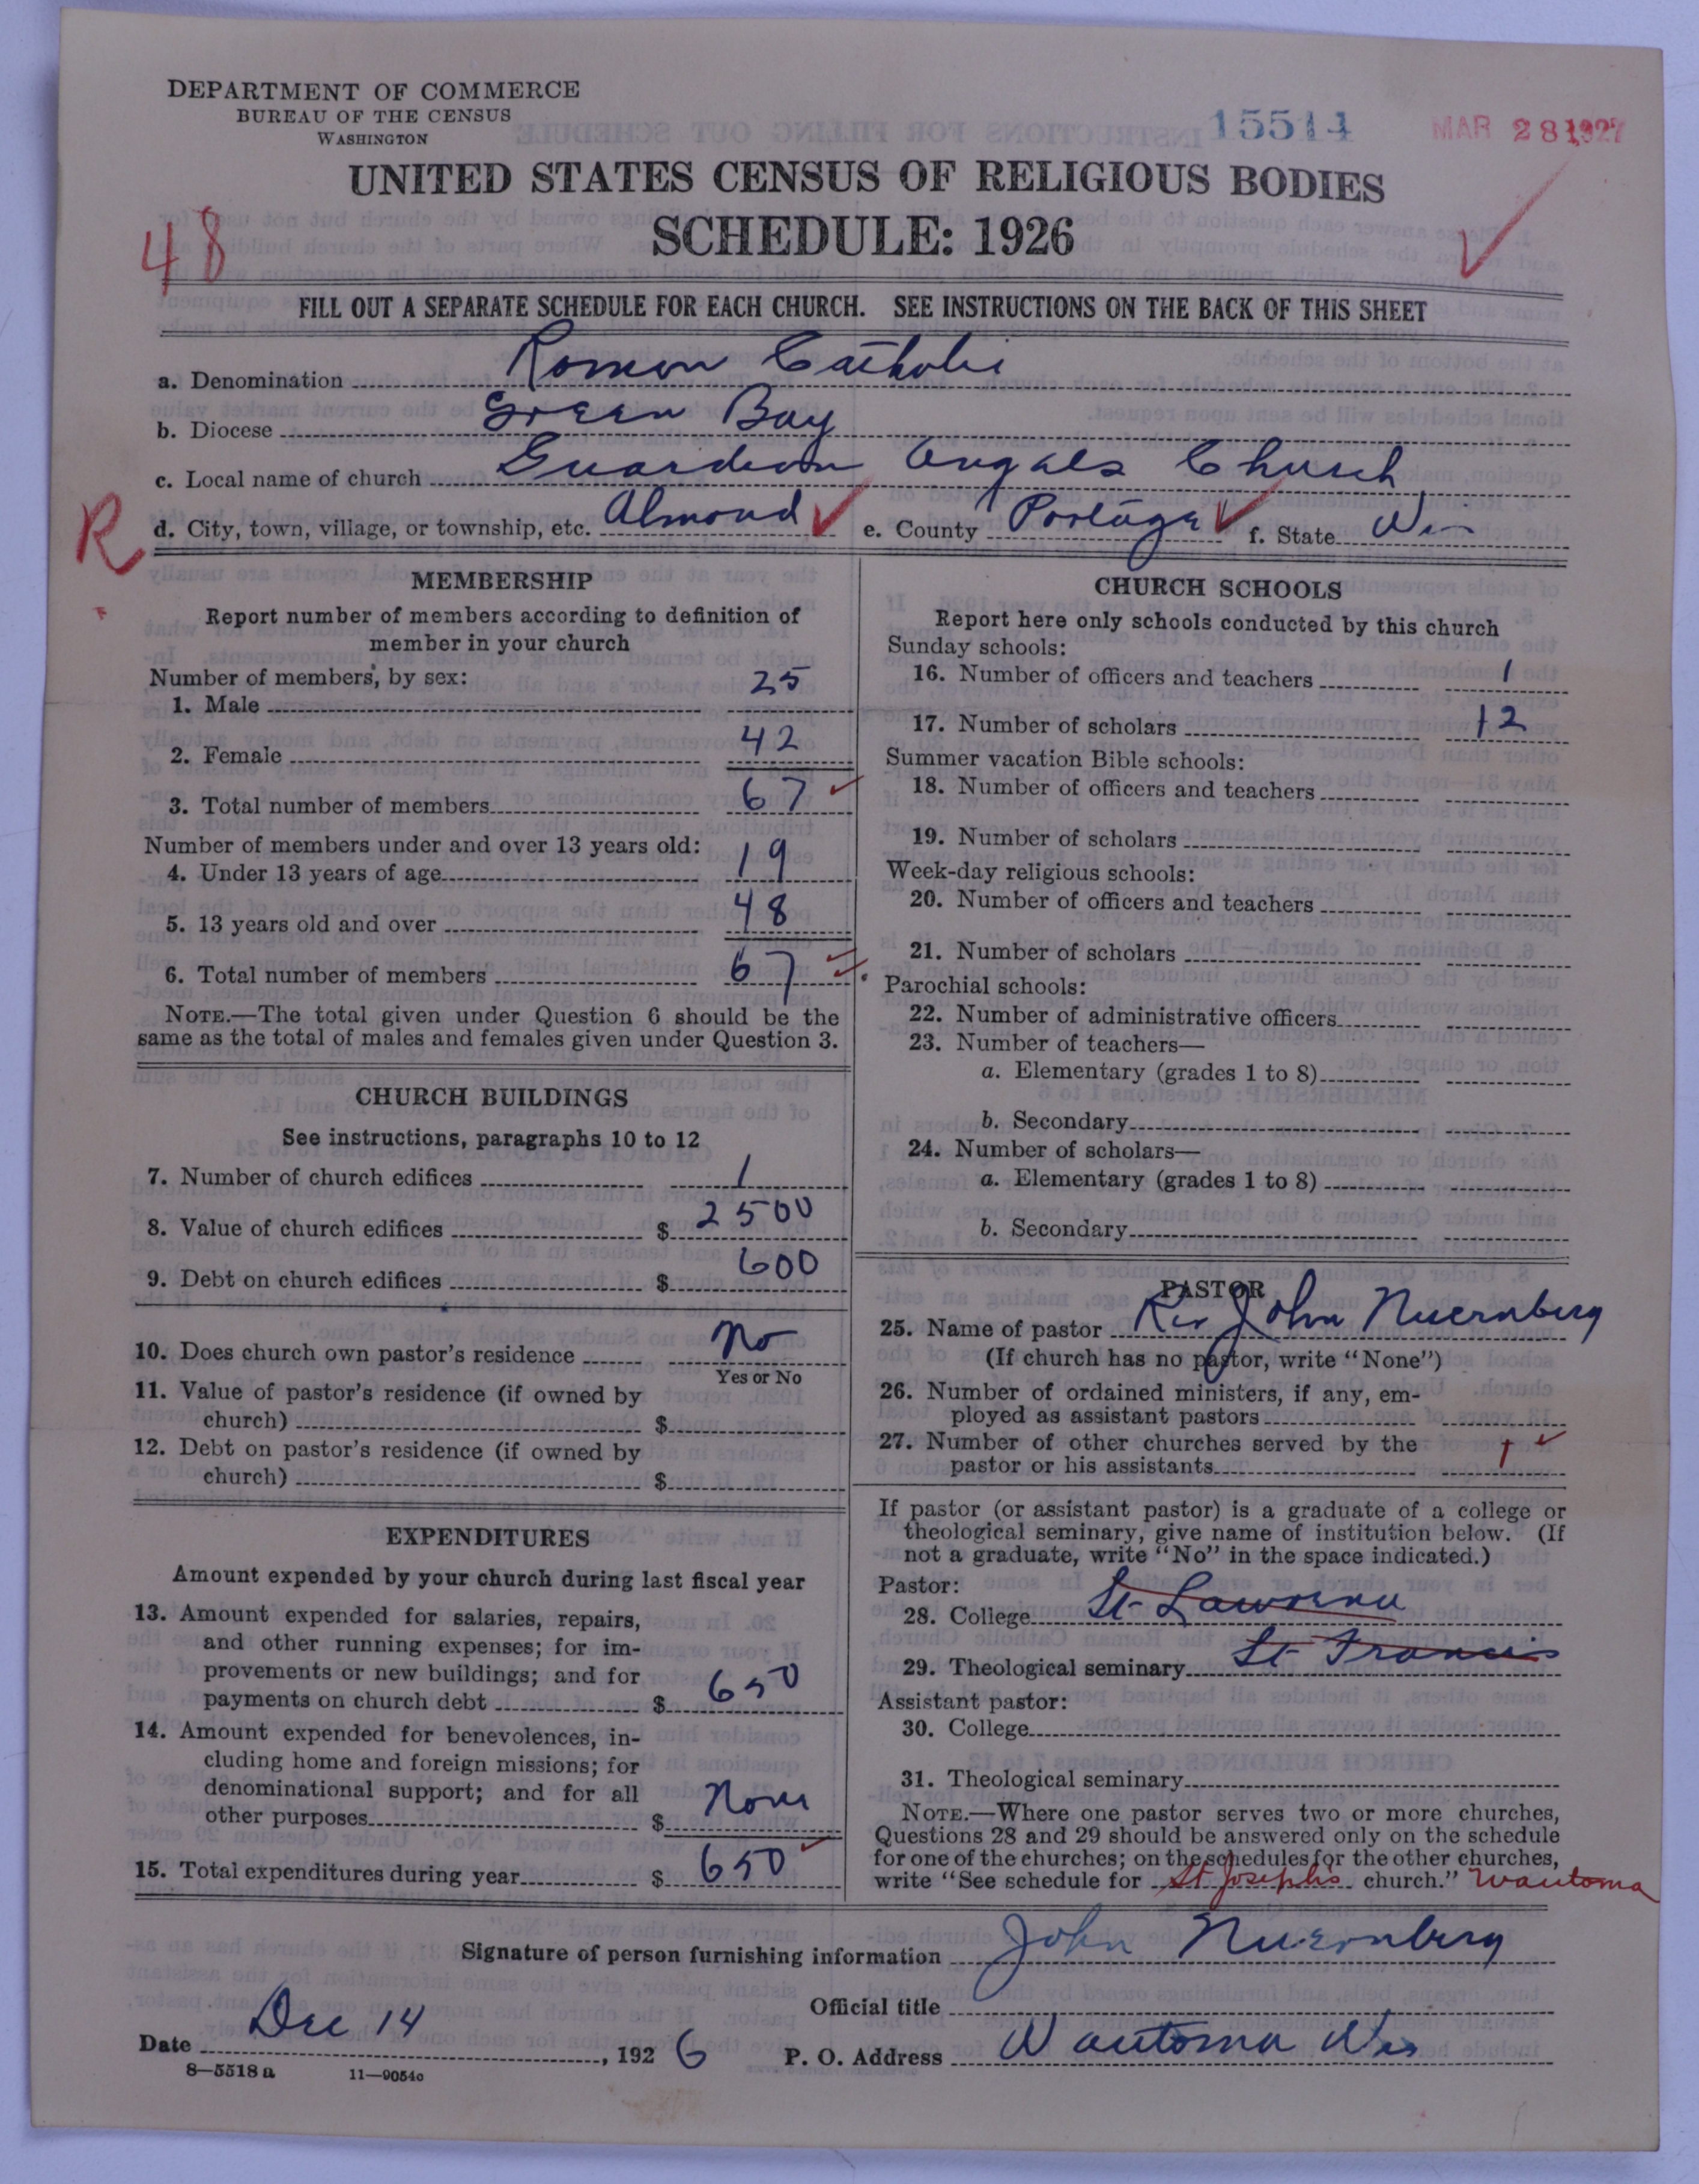 DEPARTMENT OF COMMERCE
BUREAU OF THE CENSUS
WASHINGTON
15514
MAR 28 1927
UNITED STATES CENSUS OF RELIGIOUS BODIES
SCHEDULE: 1926
48
FILL OUT A SEPARATE SCHEDULE FOR EACH CHURCH. SEE INSTRUCTIONS ON THE BACK OF THIS SHEET
a. Denomination Roman Catholic
b. Diocese Green Bay
c. Local name of church Guardian Angels Church
R
d. City, town, village, or township, etc. Almond e. County Portage f. State Wis
MEMBERSHIP
Report number of members according to definition of
member in your church
Number of members, by sex:
1. Male 25
2. Female 42
3. Total number of members 67
Number of members under and over 13 years old:
4. Under 13 years of age 19
5. 13 years old and over 48
6. Total number of members 67
NOTE.—The total given under Question 6 should be the
same as the total of males and females given under Question 3.
CHURCH BUILDINGS
See instructions, paragraphs 10 to 12
7. Number of church edifices 1
8. Value of church edifices $ 2500
9. Debt on church edifices $ 600
10. Does church own pastor's residence No
Yes or No
11. Value of pastor's residence (if owned by
church) $
12. Debt on pastor's residence (if owned by
church) $
EXPENDITURES
Amount expended by your church during last fiscal year
13. Amount expended for salaries, repairs,
and other running expenses; for im-
provements or new buildings; and for
payments on church debt $ 650
14. Amount expended for benevolences, in-
cluding home and foreign missions; for
denominational support; and for all
other purposes $ None
15. Total expenditures during year $ 650
CHURCH SCHOOLS
Report here only schools conducted by this church
Sunday schools:
16. Number of officers and teachers 1
17. Number of scholars 12
Summer vacation Bible schools:
18. Number of officers and teachers
19. Number of scholars
Week-day religious schools:
20. Number of officers and teachers
21. Number of scholars
Parochial schools:
22. Number of administrative officers
23. Number of teachers—
a. Elementary (grades 1 to 8)
b. Secondary
24. Number of scholars—
a. Elementary (grades 1 to 8)
b. Secondary
PASTOR
25. Name of pastor Rev John Nuernberg
(If church has no pastor, write "None")
26. Number of ordained ministers, if any, em-
ployed as assistant pastors
27. Number of other churches served by the
pastor or his assistants 1
If pastor (or assistant pastor) is a graduate of a college or
theological seminary, give name of institution below. (If
not a graduate, write "No" in the space indicated.)
Pastor:
28. College St Lawrence
29. Theological seminary St Francis
Assistant pastor:
30. College
31. Theological seminary
NOTE.—Where one pastor serves two or more churches,
Questions 28 and 29 should be answered only on the schedule
for one of the churches; on the schedules for the other churches,
write "See schedule for St Joseph's church." Wautoma
Signature of person furnishing information John Nuernberg
Official title
Date Dec 14, 1926 P. O. Address Wautoma Wis
8—5518 a 11—9054c